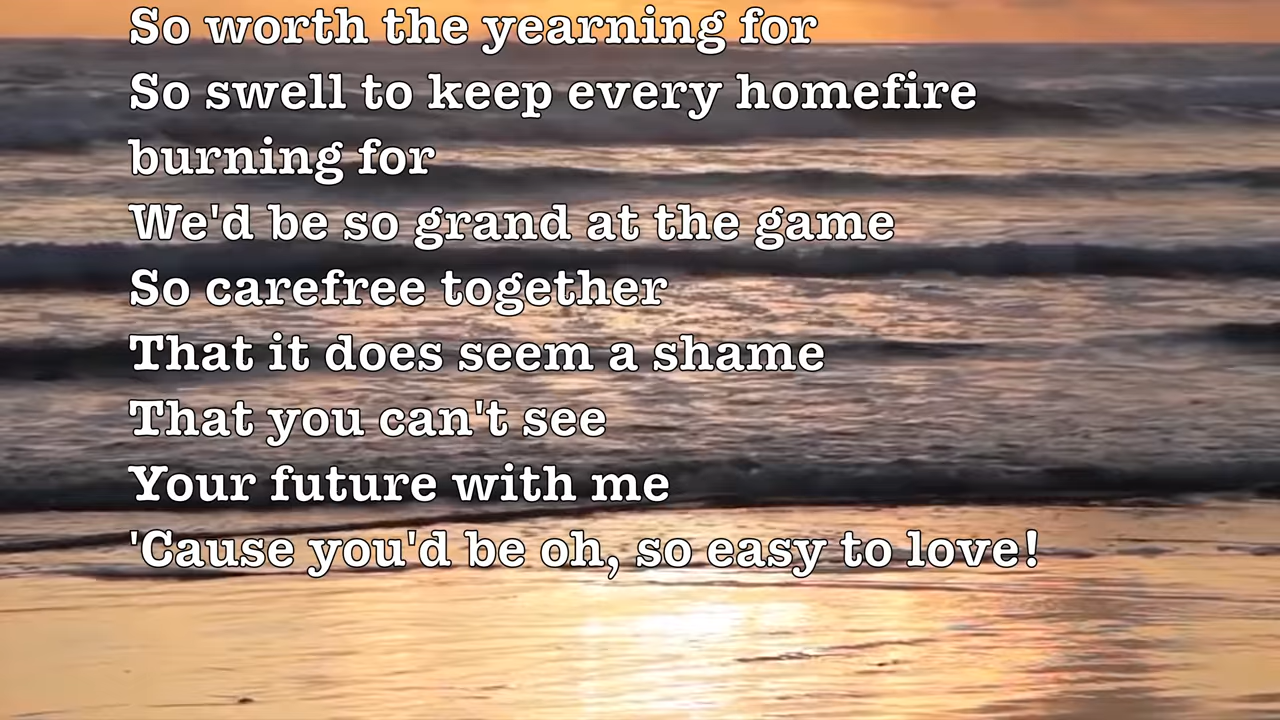 So worth the yearning for
So swell to keep every homefire
burning for
We'd be so grand at the game
So carefree together
That it does seem a shame
That you can't see
Your future with me
'Cause you'd be oh, so easy to love!